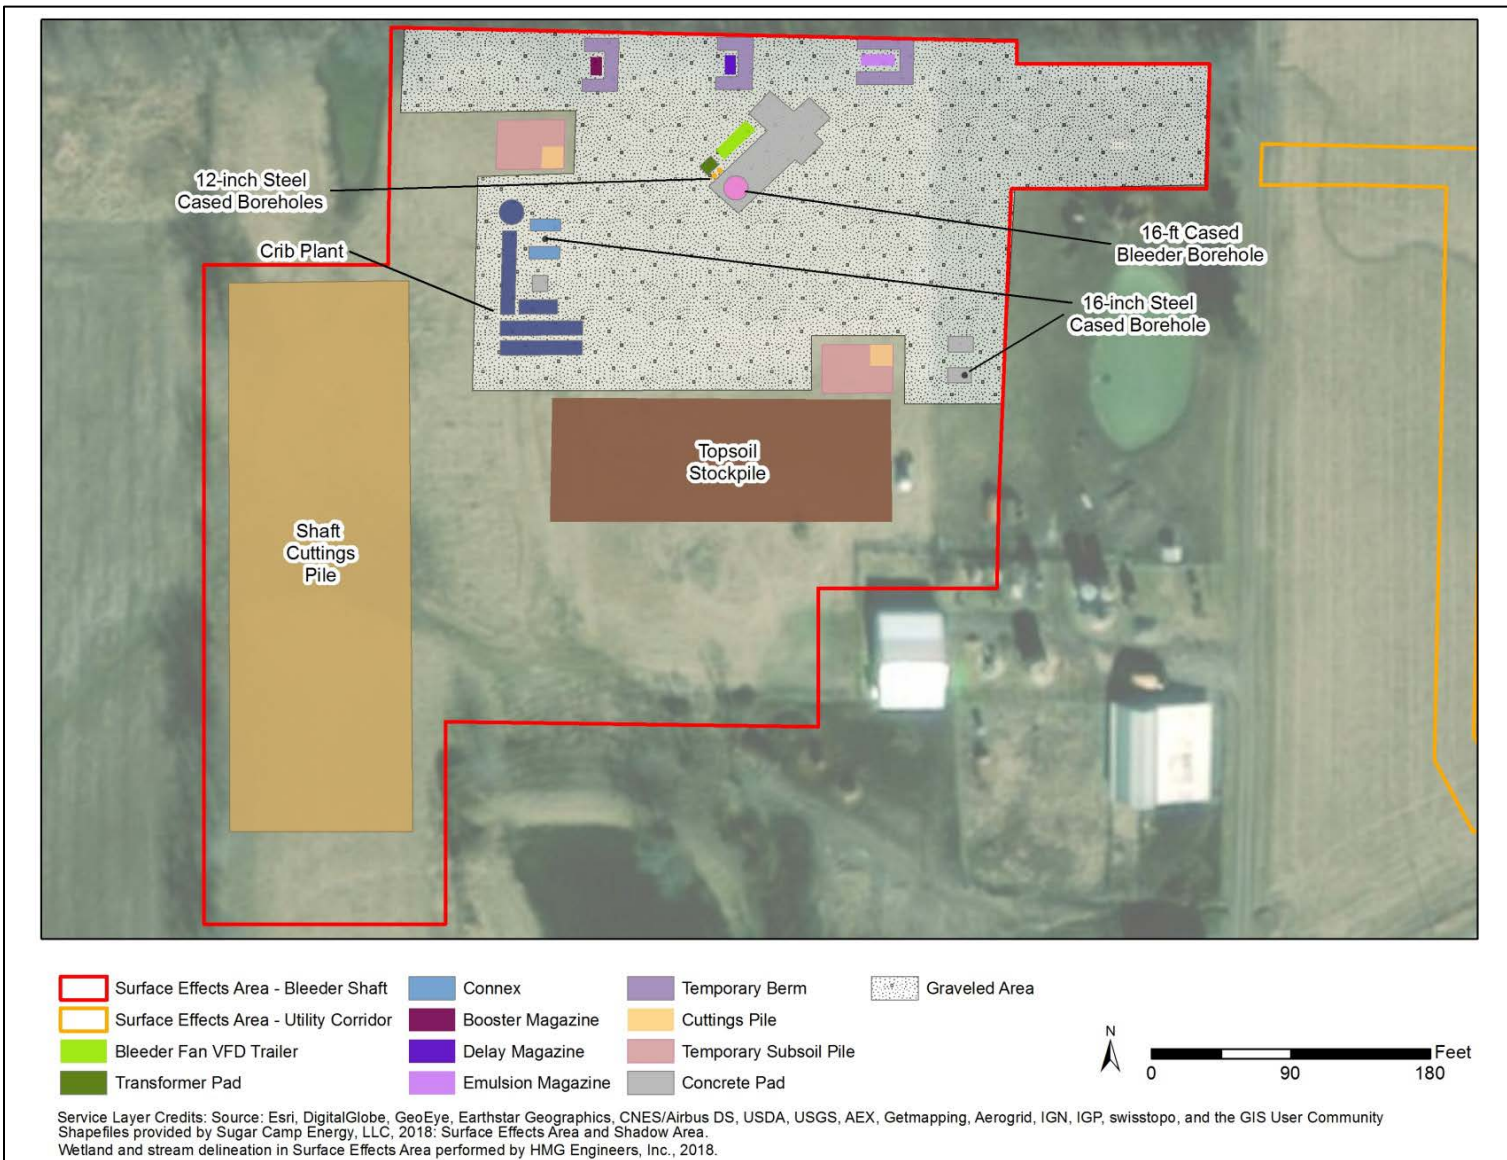 12-inch Steel
Cased Boreholes
Crib Plant
16-ft Cased
Bleeder Borehole
16-inch Steel
Cased Borehole
Topsoil
Stockpile
Shaft
Cuttings
Pile
Surface Effects Area - Bleeder Shaft
Surface Effects Area - Utility Corridor
Bleeder Fan VFD Trailer
Transformer Pad
Connex
Booster Magazine
Delay Magazine
Emulsion Magazine
Temporary Berm
Cuttings Pile
Temporary Subsoil Pile
Concrete Pad
Graveled Area
N
Feet
0 90 180
Service Layer Credits: Source: Esri, DigitalGlobe, GeoEye, Earthstar Geographics, CNES/Airbus DS, USDA, USGS, AEX, Getmapping, Aerogrid, IGN, IGP, swisstopo, and the GIS User Community
Shapefiles provided by Sugar Camp Energy, LLC, 2018: Surface Effects Area and Shadow Area.
Wetland and stream delineation in Surface Effects Area performed by HMG Engineers, Inc., 2018.